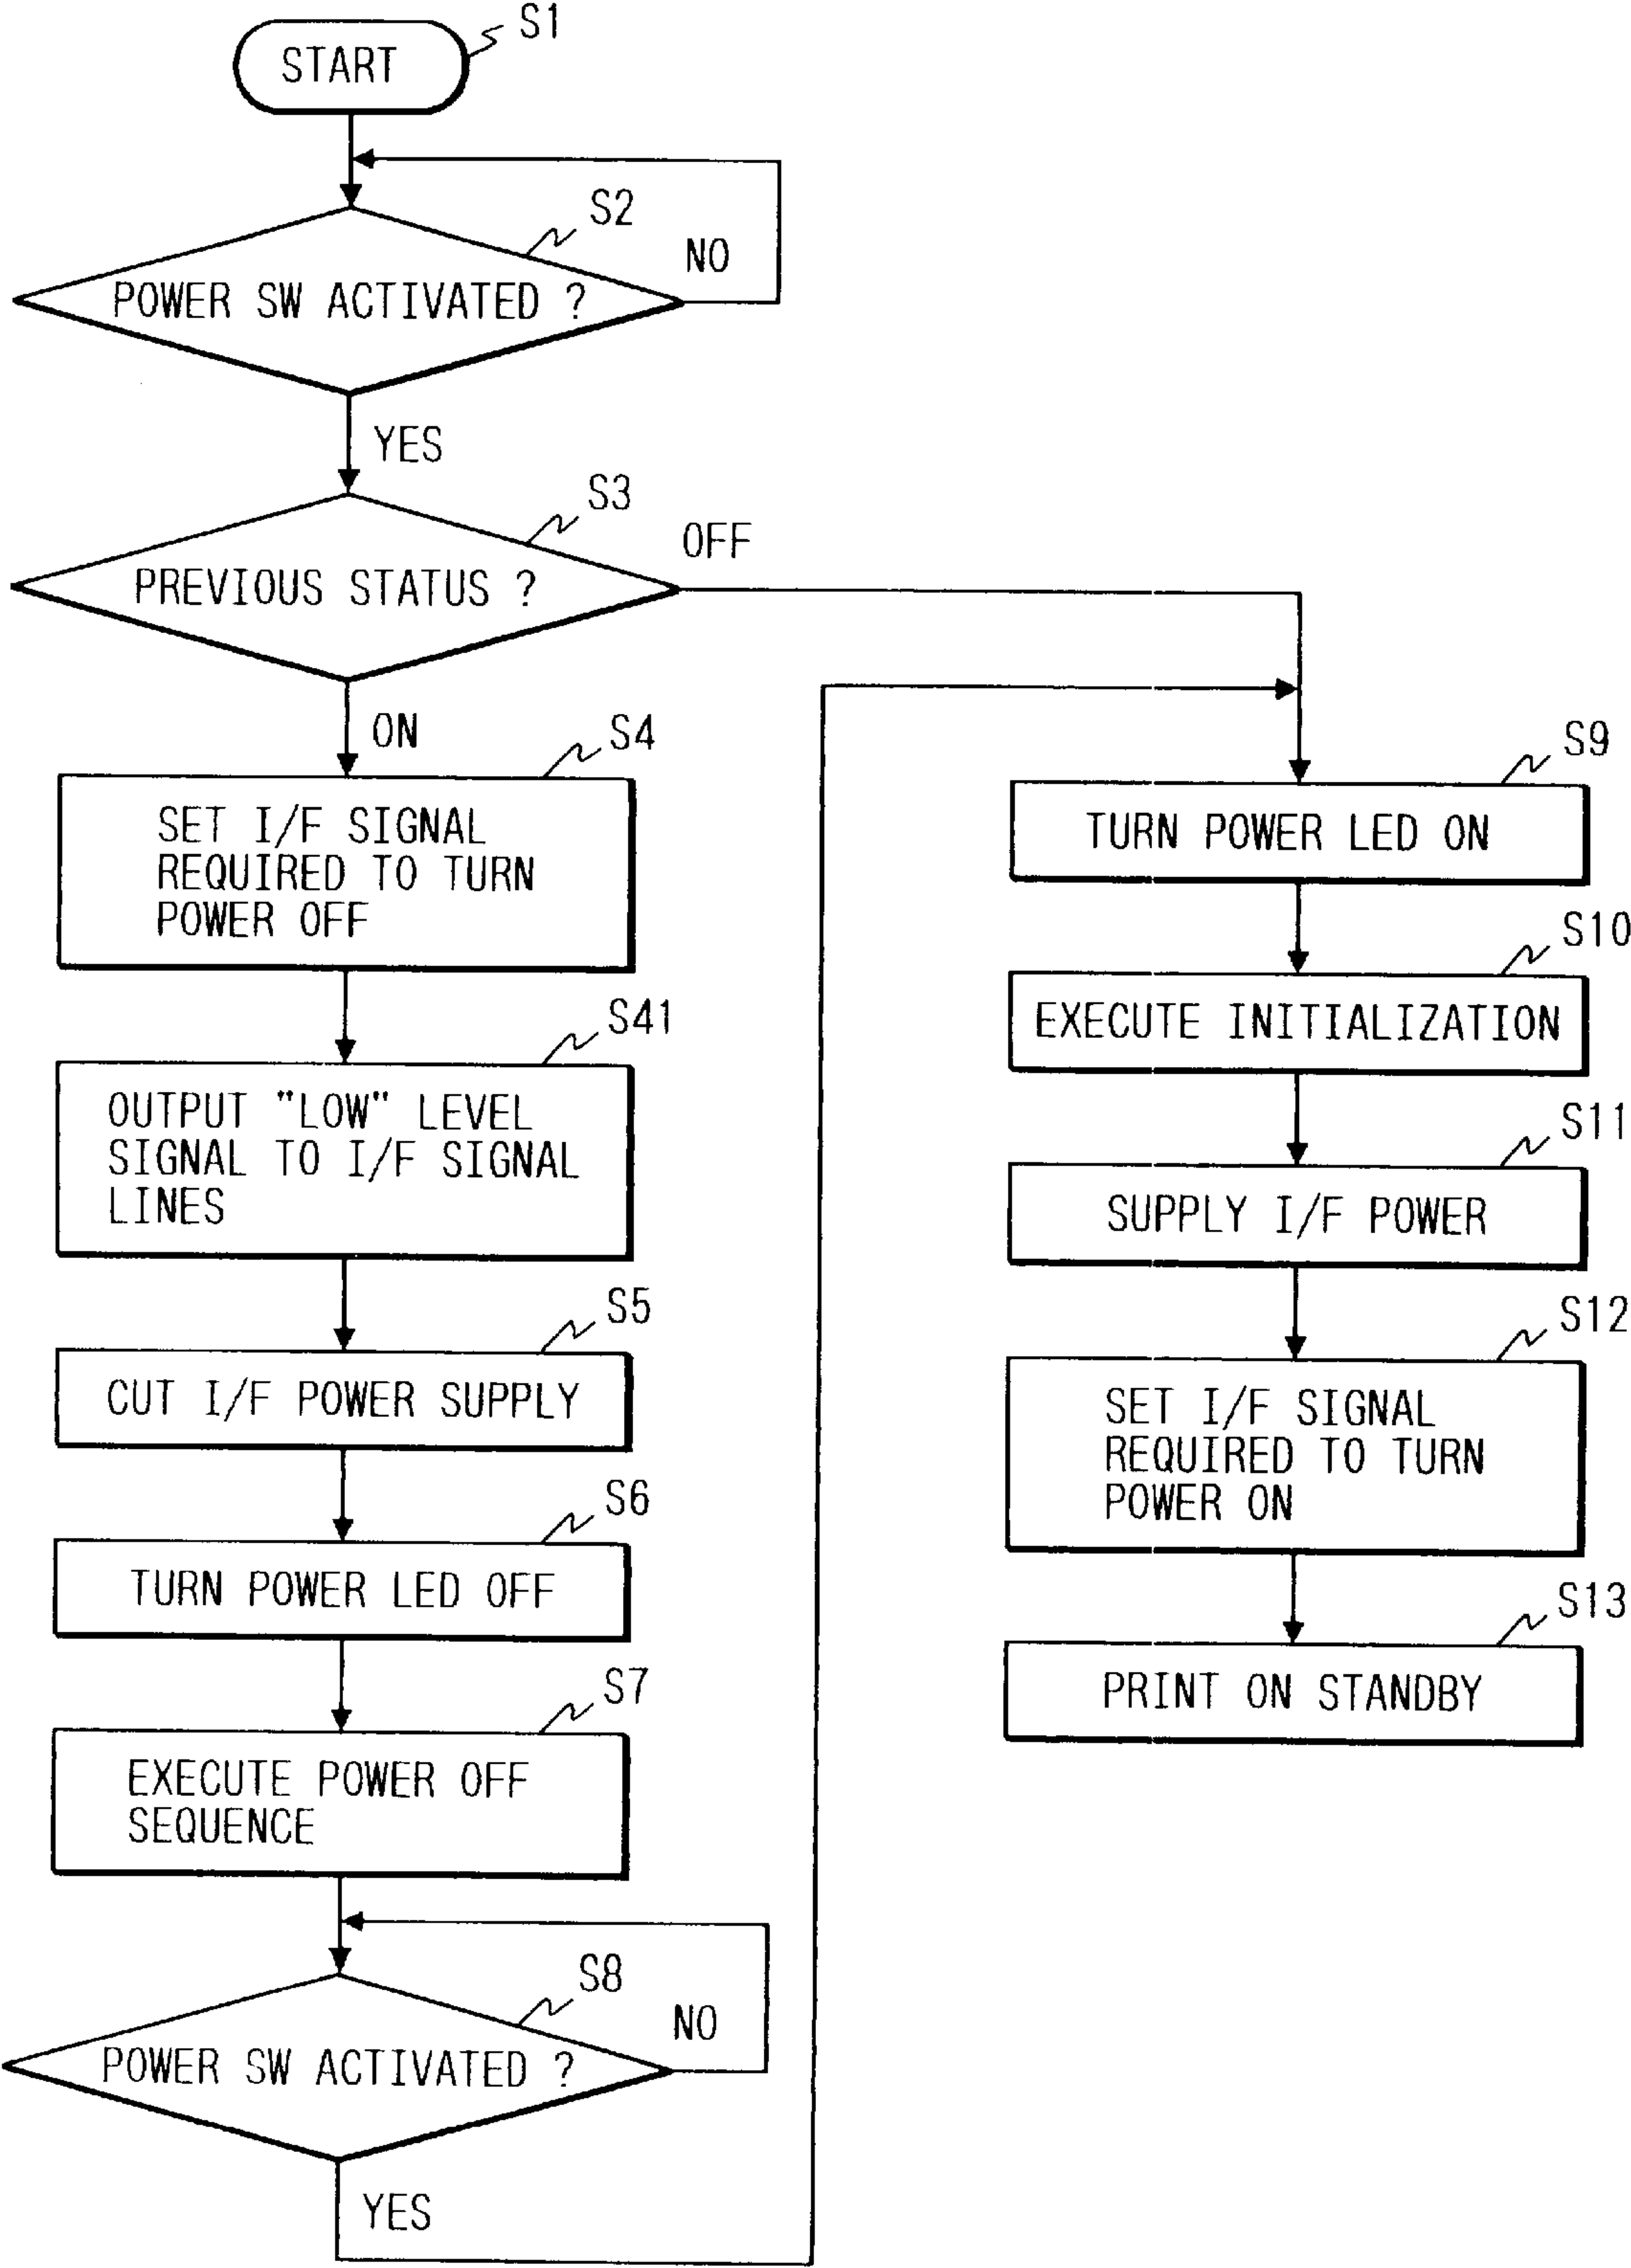 START
S1
S2
NO
POWER SW ACTIVATED ?
YES
S3
OFF
PREVIOUS STATUS ?
ON
S4
SET I/F SIGNAL
REQUIRED TO TURN
POWER OFF
S41
OUTPUT "LOW" LEVEL
SIGNAL TO I/F SIGNAL
LINES
S5
CUT I/F POWER SUPPLY
S6
TURN POWER LED OFF
S7
EXECUTE POWER OFF
SEQUENCE
S8
NO
POWER SW ACTIVATED ?
YES
S9
TURN POWER LED ON
S10
EXECUTE INITIALIZATION
S11
SUPPLY I/F POWER
S12
SET I/F SIGNAL
REQUIRED TO TURN
POWER ON
S13
PRINT ON STANDBY